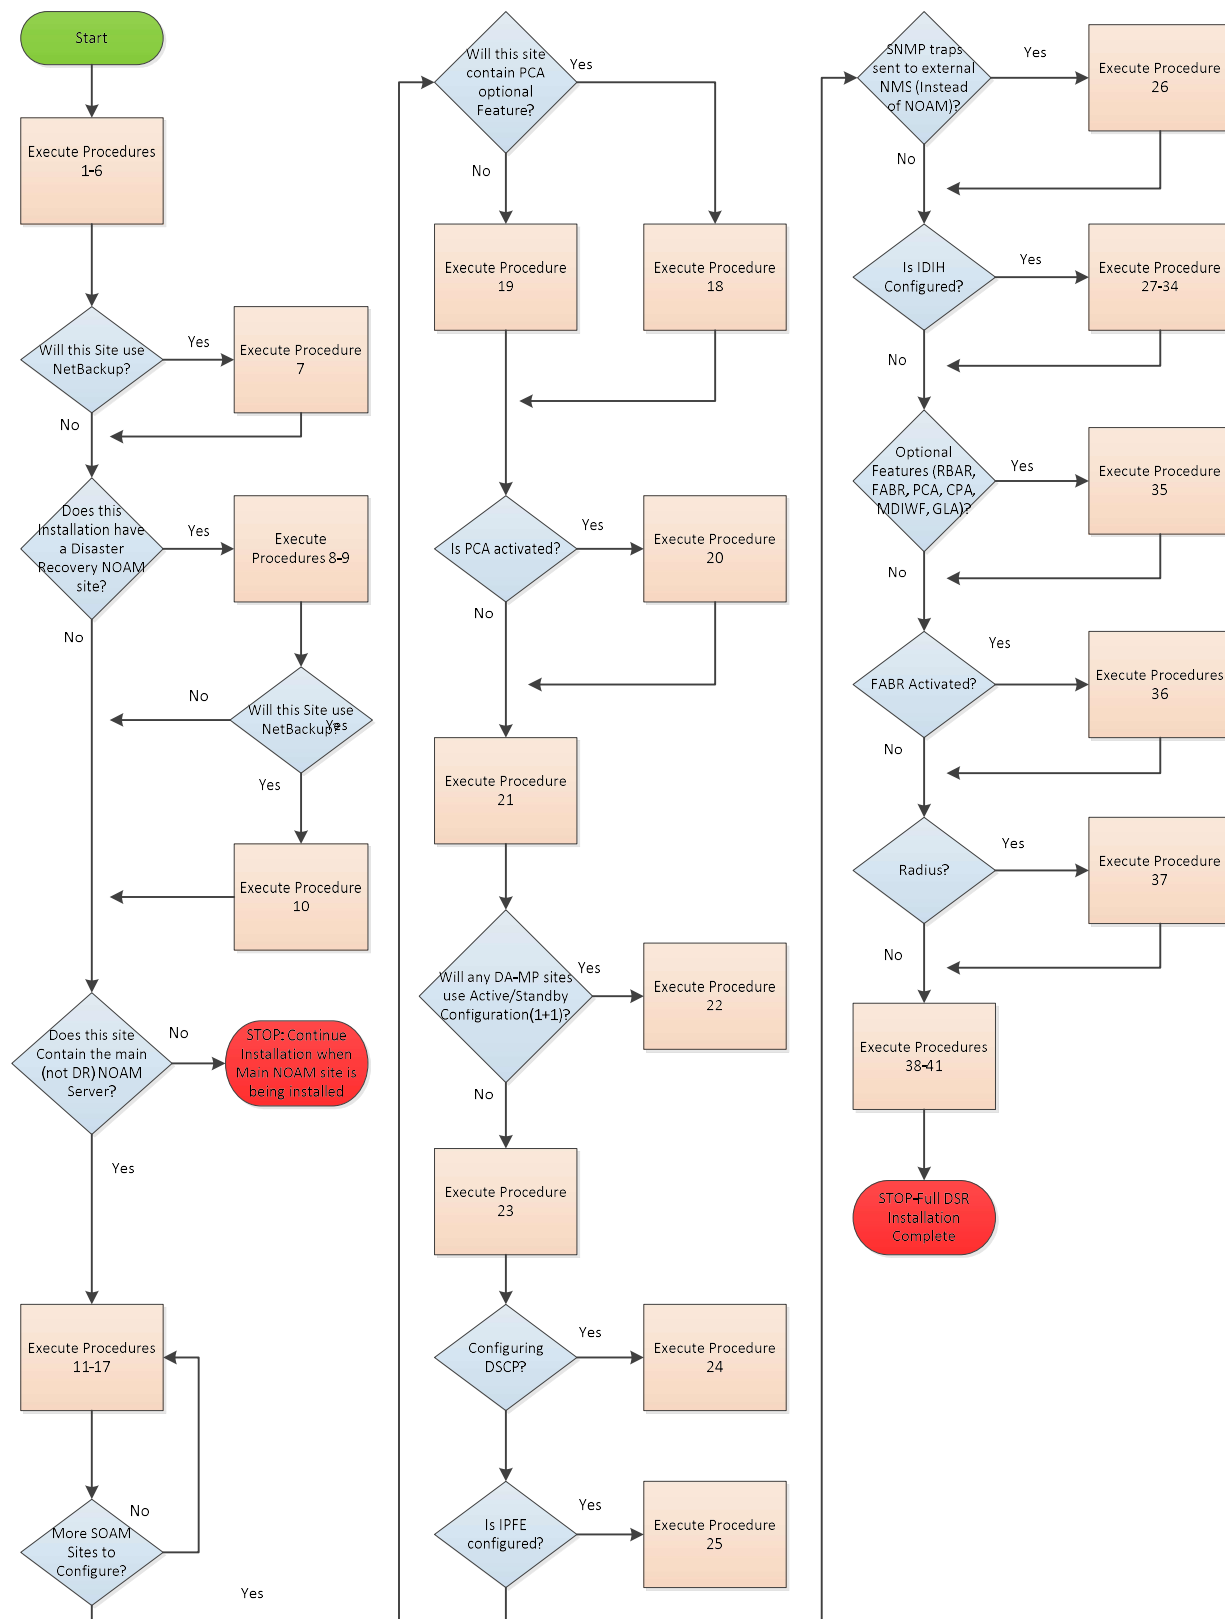 Start
Execute Procedures
1-6
Will this Site use
NetBackup?
Yes
Execute Procedure
7
No
Does this
Installation have
a Disaster
Recovery NOAM
site?
Yes
Execute
Procedures 8-9
No
No
Will this Site use
NetBackup?
Yes
Yes
Execute Procedure
10
Does this site
Contain the main
(not DR) NOAM
Server?
No
STOP: Continue
Installation when
Main NOAM site is
being installed
Yes
Execute Procedures
11-17
No
More SOAM
Sites to
Configure?
Yes
Will this site
contain PCA
optional
Feature?
Yes
No
Execute Procedure
19
Execute Procedure
18
Is PCA activated?
Yes
Execute Procedure
20
No
Execute Procedure
21
Will any DA-MP sites
use Active/Standby
Configuration(1+1)?
Yes
Execute Procedure
22
No
Execute Procedure
23
Configuring
DSCP?
Yes
Execute Procedure
24
Is IPFE
configured?
Yes
Execute Procedure
25
SNMP traps
sent to external
NMS (Instead
of NOAM)?
Yes
Execute Procedure
26
No
Is IDIH
Configured?
Yes
Execute Procedure
27-34
No
Optional
Features (RBAR,
FABR, PCA, CPA,
MDIWF, GLA)?
Yes
Execute Procedure
35
No
FABR Activated?
Yes
Execute Procedures
36
No
Radius?
Yes
Execute Procedure
37
No
Execute Procedures
38-41
STOP-Full DSR
Installation
Complete